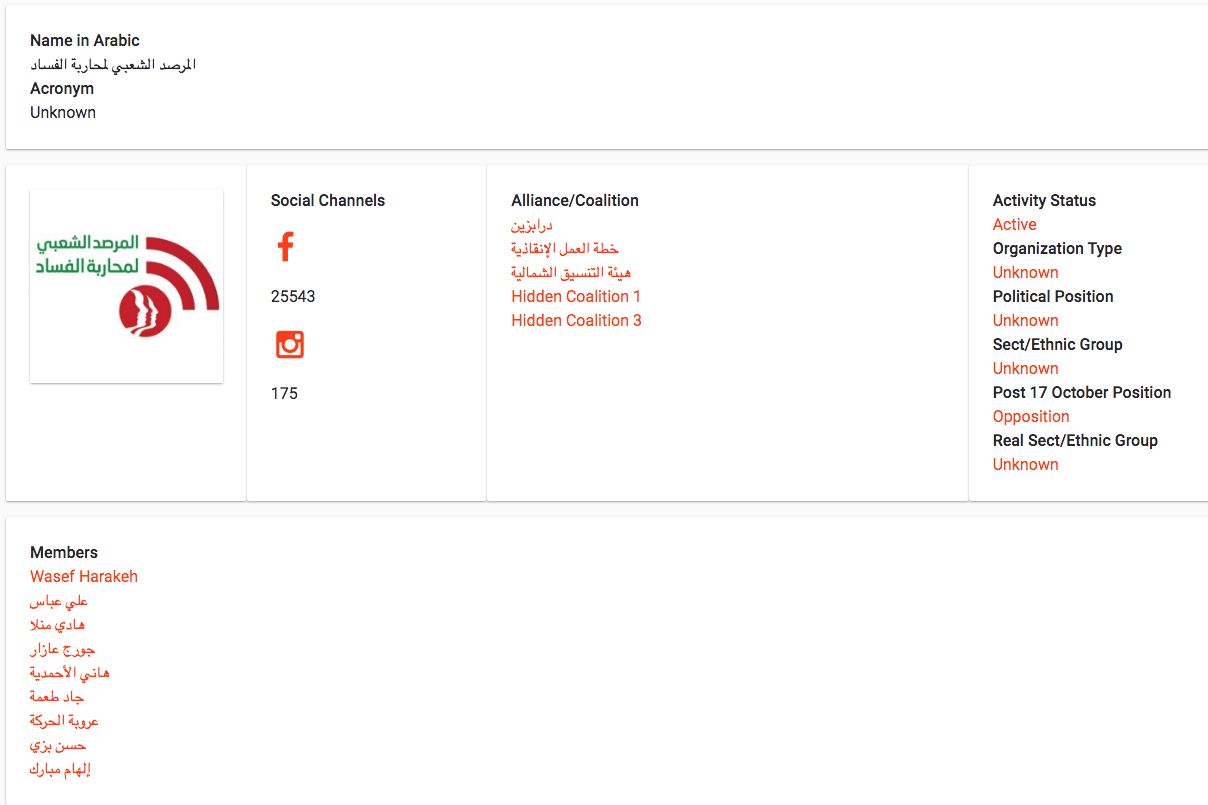 Name in Arabic
المرصد الشعبي لمحاربة الفساد
Acronym
Unknown
المرصد الشعبي
لمحاربة الفساد
Social Channels
25543
175
Alliance/Coalition
درابزين
خطة العمل الإنقاذية
هيئة التنسيق الشمالية
Hidden Coalition 1
Hidden Coalition 3
Activity Status
Active
Organization Type
Unknown
Political Position
Unknown
Sect/Ethnic Group
Unknown
Post 17 October Position
Opposition
Real Sect/Ethnic Group
Unknown
Members
Wasef Harakeh
علي عباس
هادي منلا
جورج عازار
هاني الأحمدية
جاد طعمة
عروبة الحركة
حسن بزي
إلهام مبارك